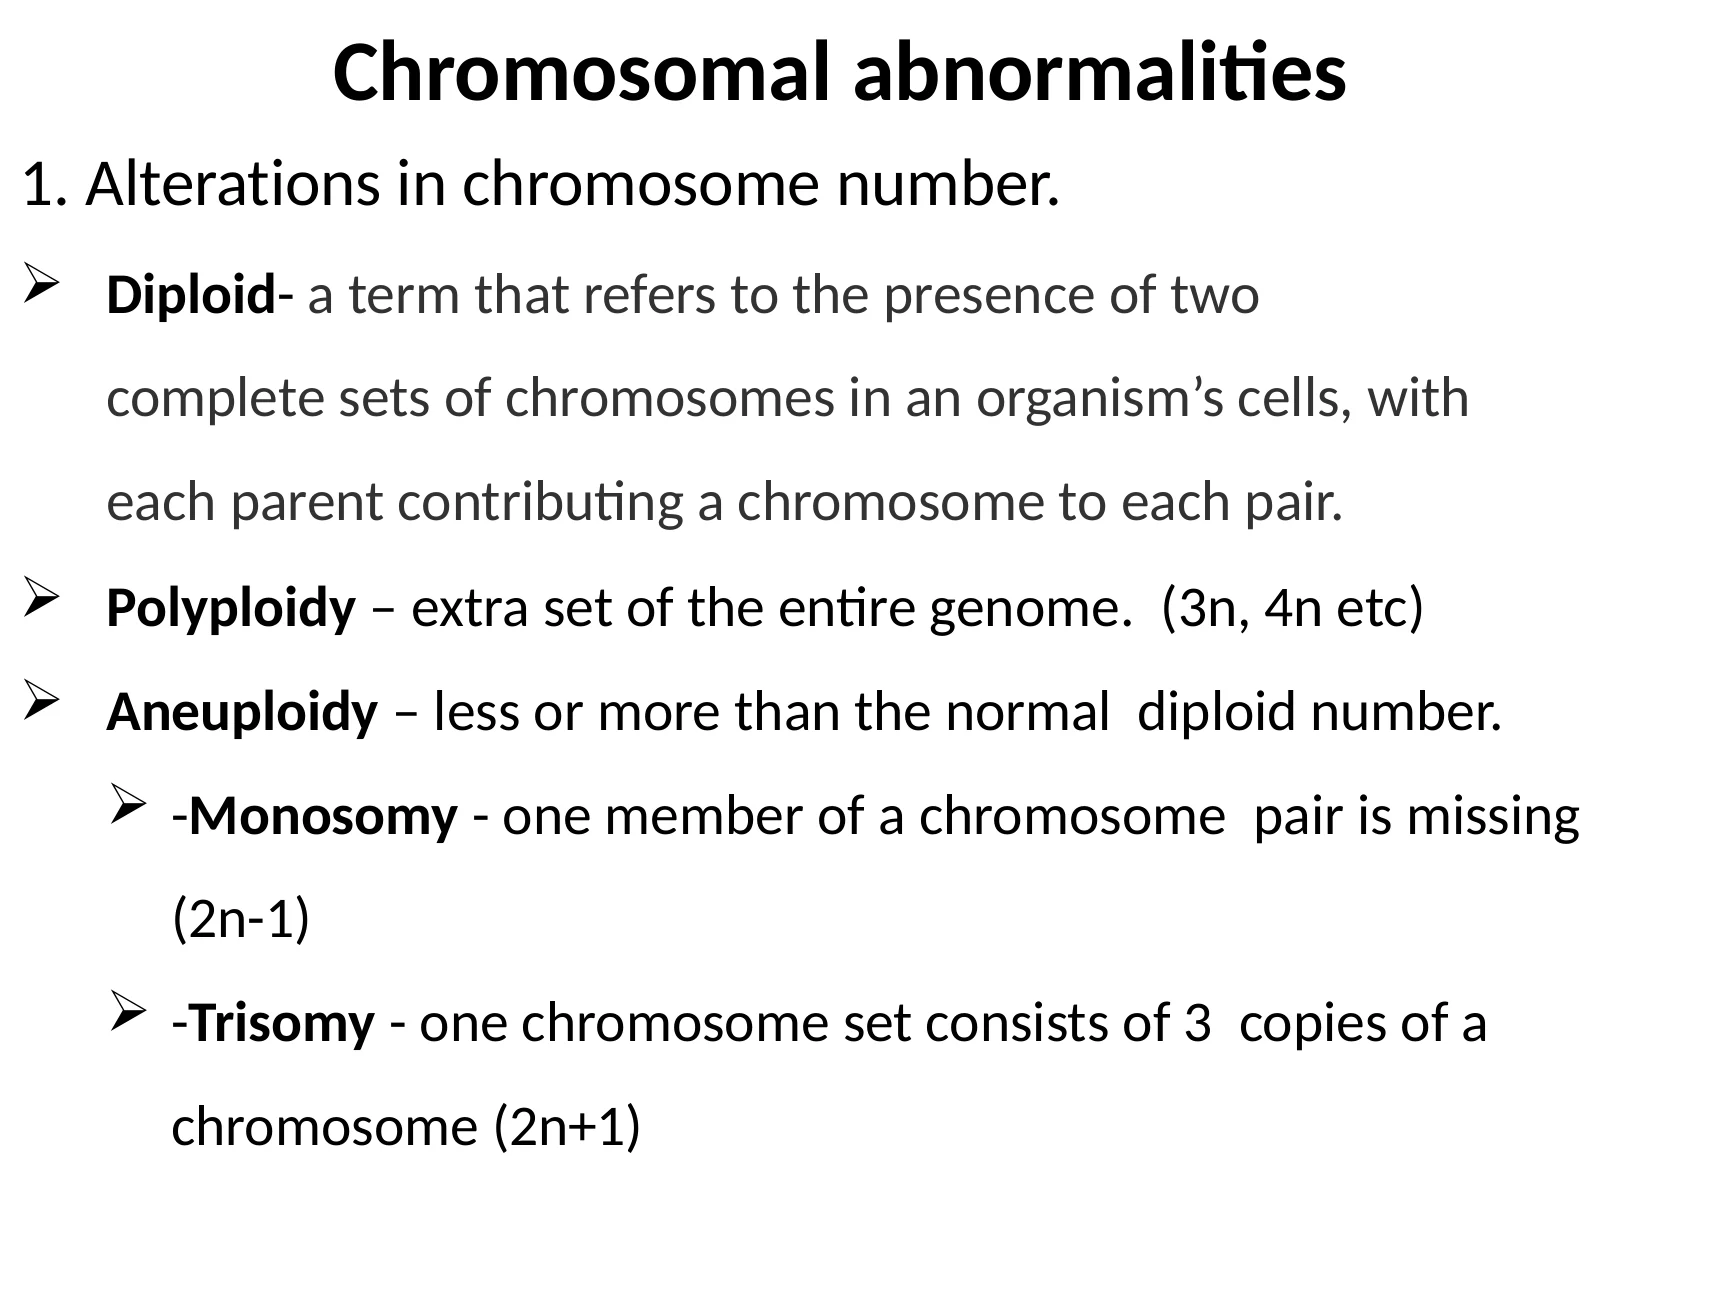 Chromosomal abnormalities
1. Alterations in chromosome number.
➢ Diploid- a term that refers to the presence of two
complete sets of chromosomes in an organism’s cells, with
each parent contributing a chromosome to each pair.
➢ Polyploidy – extra set of the entire genome.  (3n, 4n etc)
➢ Aneuploidy – less or more than the normal  diploid number.
➢ -Monosomy - one member of a chromosome  pair is missing
(2n-1)
➢ -Trisomy - one chromosome set consists of 3  copies of a
chromosome (2n+1)